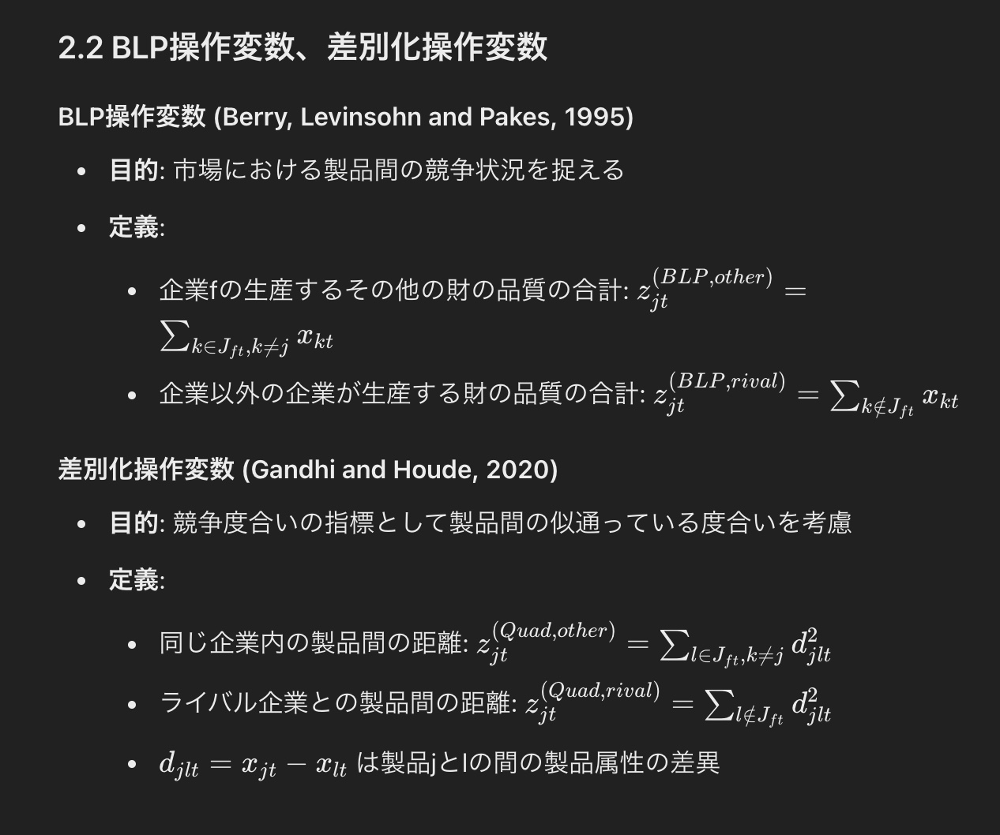 2.2 BLP操作変数、差別化操作変数
BLP操作変数 (Berry, Levinsohn and Pakes, 1995)
• 目的: 市場における製品間の競争状況を捉える
• 定義:
• 企業fの生産するその他の財の品質の合計: $z_{jt}^{(BLP,other)} =$
$\sum_{k \in J_{ft}, k \neq j} x_{kt}$
• 企業以外の企業が生産する財の品質の合計: $z_{jt}^{(BLP,rival)} = \sum_{k \notin J_{ft}} x_{kt}$
差別化操作変数 (Gandhi and Houde, 2020)
• 目的: 競争度合いの指標として製品間の似通っている度合いを考慮
• 定義:
• 同じ企業内の製品間の距離: $z_{jt}^{(Quad,other)} = \sum_{l \in J_{ft}, k \neq j} d_{jlt}^2$
• ライバル企業との製品間の距離: $z_{jt}^{(Quad,rival)} = \sum_{l \notin J_{ft}} d_{jlt}^2$
• $d_{jlt} = x_{jt} - x_{lt}$ は製品jとlの間の製品属性の差異